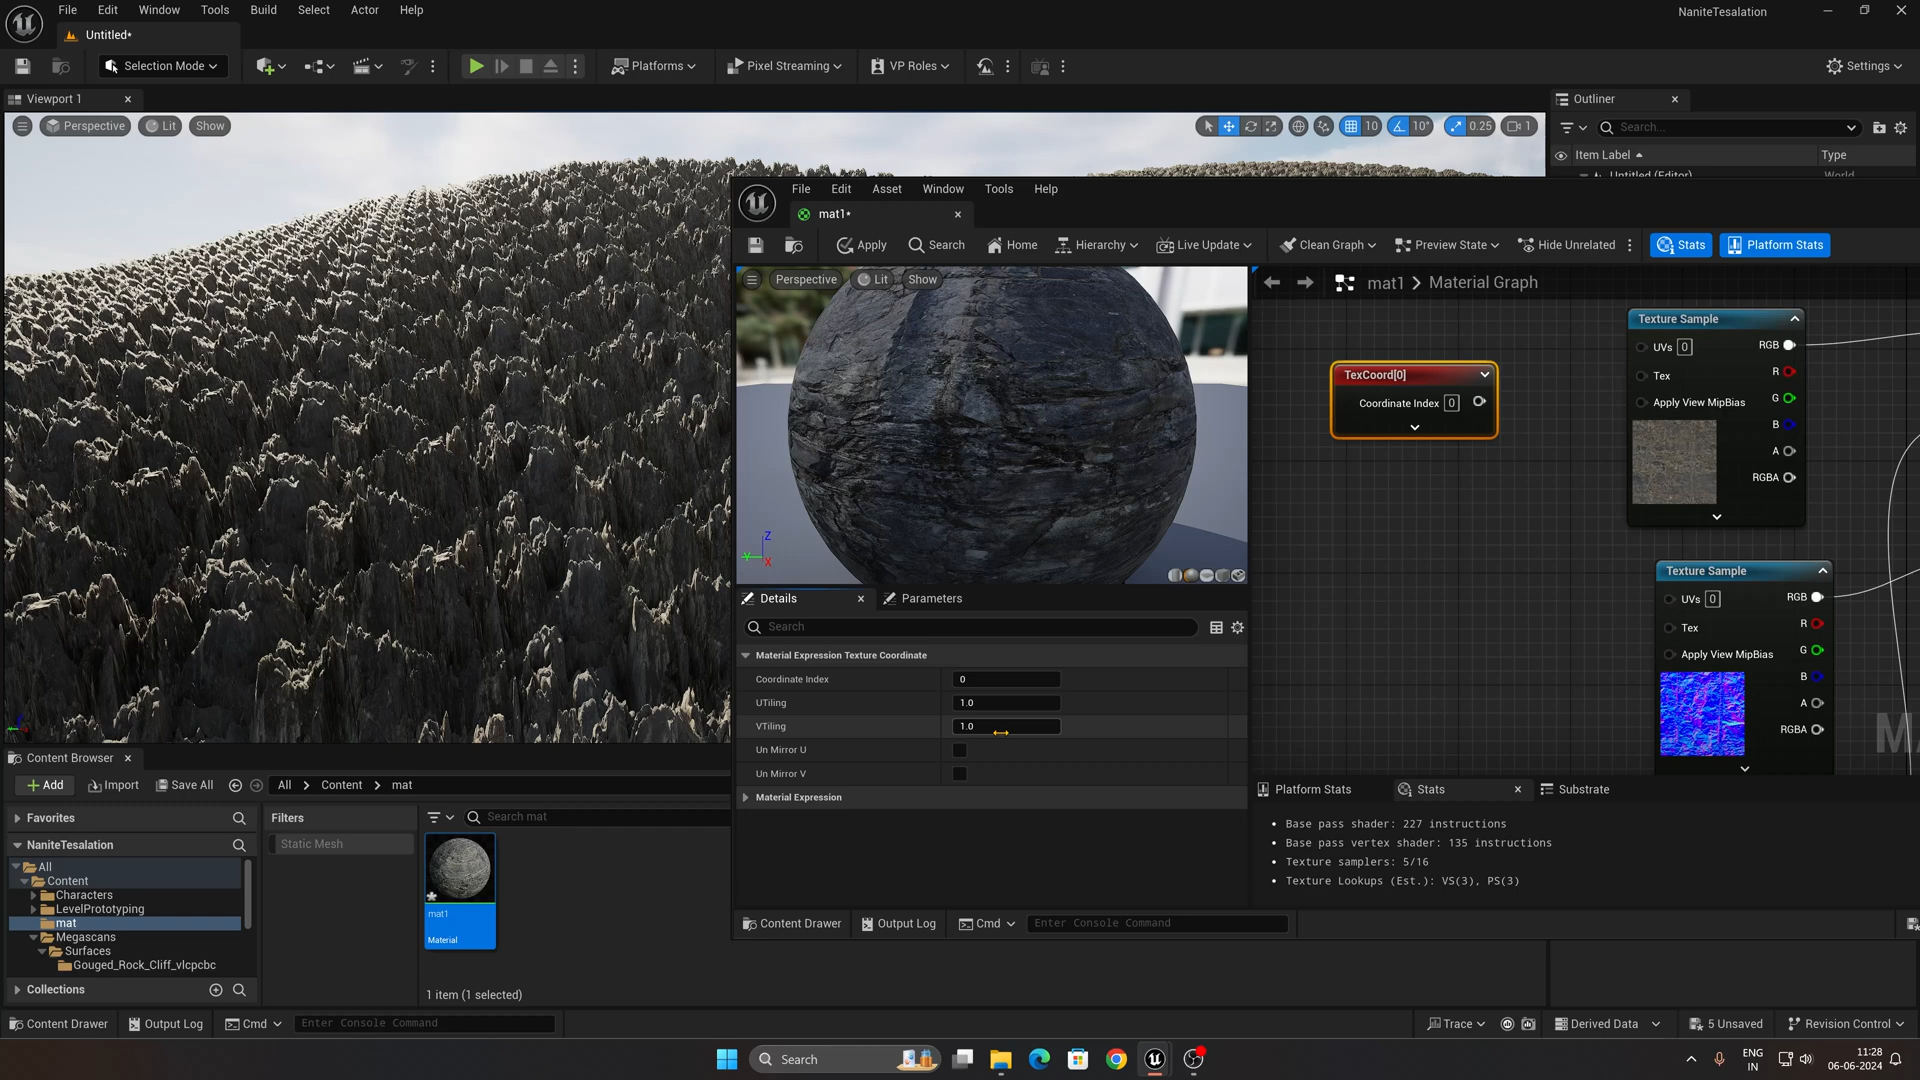 File Edit Window Tools Build Select Actor Help
NaniteTesalation
Untitled*
Selection Mode
Platforms
Pixel Streaming
VP Roles
Settings
Viewport 1
Outliner
Perspective Lit Show
10 10° 0.25 1
Search...
Item Label Type
Untitled (Editor) World
File Edit Asset Window Tools Help
mat1*
Apply Search Home Hierarchy Live Update Clean Graph Preview State Hide Unrelated Stats Platform Stats
Perspective Lit Show
mat1 > Material Graph
Texture Sample
UVs 0 RGB
Tex R
Apply View MipBias G
B
A
RGBA
TexCoord[0]
Coordinate Index 0
Texture Sample
UVs 0 RGB
Tex R
Apply View MipBias G
B
A
RGBA
M
Z
Y
X
Details Parameters
Search
Material Expression Texture Coordinate
Coordinate Index 0
UTiling 1.0
VTiling 1.0
Un Mirror U
Un Mirror V
Material Expression
Platform Stats Stats Substrate
• Base pass shader: 227 instructions
• Base pass vertex shader: 135 instructions
• Texture samplers: 5/16
• Texture Lookups (Est.): VS(3), PS(3)
Content Drawer Output Log Cmd Enter Console Command
Content Browser
Add Import Save All All > Content > mat
Favorites
Filters
Search mat
NaniteTesalation
Static Mesh
All
Content
Characters
LevelPrototyping
mat
Megascans
Surfaces
Gouged_Rock_Cliff_vlcpcbc
mat1
Material
Collections
1 item (1 selected)
Content Drawer Output Log Cmd Enter Console Command
Trace Derived Data 5 Unsaved Revision Control
Search
ENG
IN
11:28
06-06-2024